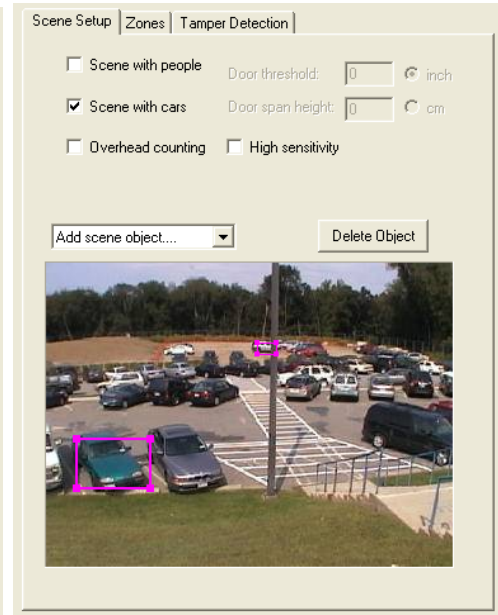 Scene Setup Zones Tamper Detection
Scene with people Door threshold: 0 inch
Scene with cars Door span height: 0 cm
Overhead counting High sensitivity
Add scene object.... Delete Object